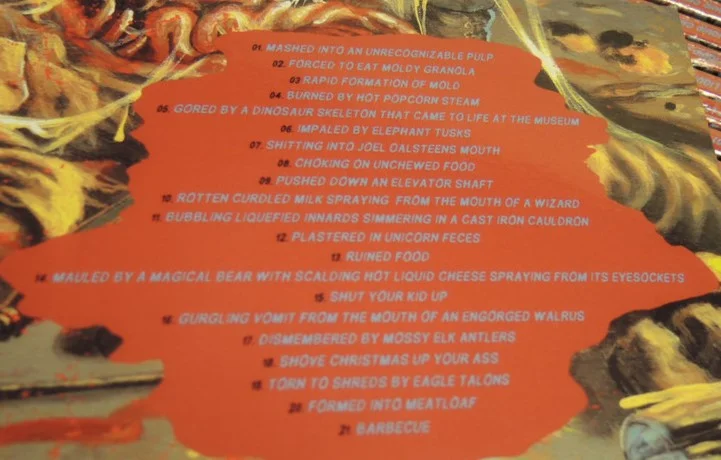 01. MASHED INTO AN UNRECOGNIZABLE PULP
02. FORCED TO EAT MOLDY GRANOLA
03 RAPID FORMATION OF MOLD
04. BURNED BY HOT POPCORN STEAM
05. GORED BY A DINOSAUR SKELETON THAT CAME TO LIFE AT THE MUSEUM
06. IMPALED BY ELEPHANT TUSKS
07. SHITTING INTO JOEL OALSTEENS MOUTH
08. CHOKING ON UNCHEWED FOOD
09. PUSHED DOWN AN ELEVATOR SHAFT
10. ROTTEN CURDLED MILK SPRAYING FROM THE MOUTH OF A WIZARD
11. BUBBLING LIQUEFIED INNARDS SIMMERING IN A CAST IRON CAULDRON
12. PLASTERED IN UNICORN FECES
13. RUINED FOOD
14. MAULED BY A MAGICAL BEAR WITH SCALDING HOT LIQUID CHEESE SPRAYING FROM ITS EYESOCKETS
15. SHUT YOUR KID UP
16. GURGLING VOMIT FROM THE MOUTH OF AN ENGORGED WALRUS
17. DISMEMBERED BY MOSSY ELK ANTLERS
18. SHOVE CHRISTMAS UP YOUR ASS
19. TORN TO SHREDS BY EAGLE TALONS
20. FORMED INTO MEATLOAF
21. BARBECUE